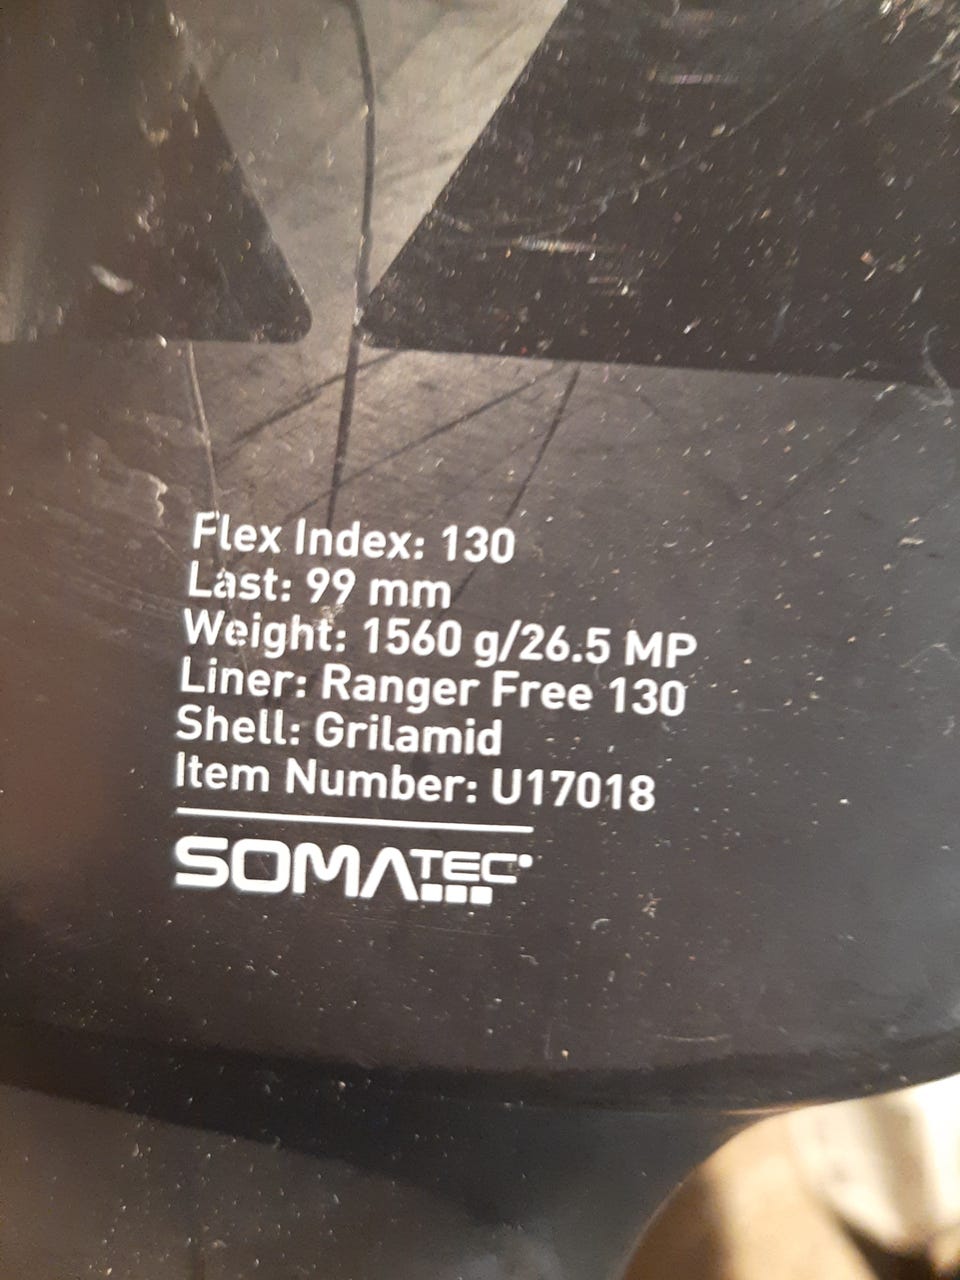 Flex Index: 130
Last: 99 mm
Weight: 1560 g/26.5 MP
Liner: Ranger Free 130
Shell: Grilamid
Item Number: U17018
SOMATEC